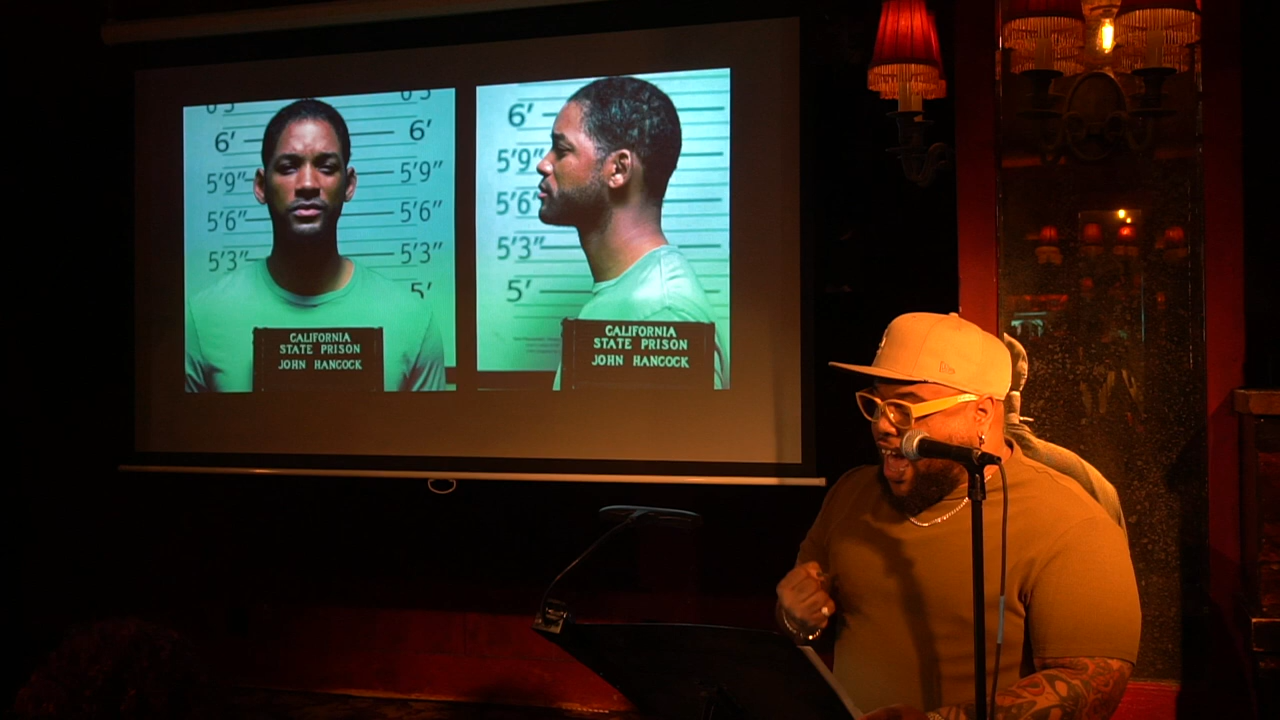 6' 6'
5'9" 5'9"
5'6" 5'6"
5'3" 5'3"
5'
CALIFORNIA
STATE PRISON
JOHN HANCOCK
6'
5'9"
5'6"
5'3"
5'
CALIFORNIA
STATE PRISON
JOHN HANCOCK